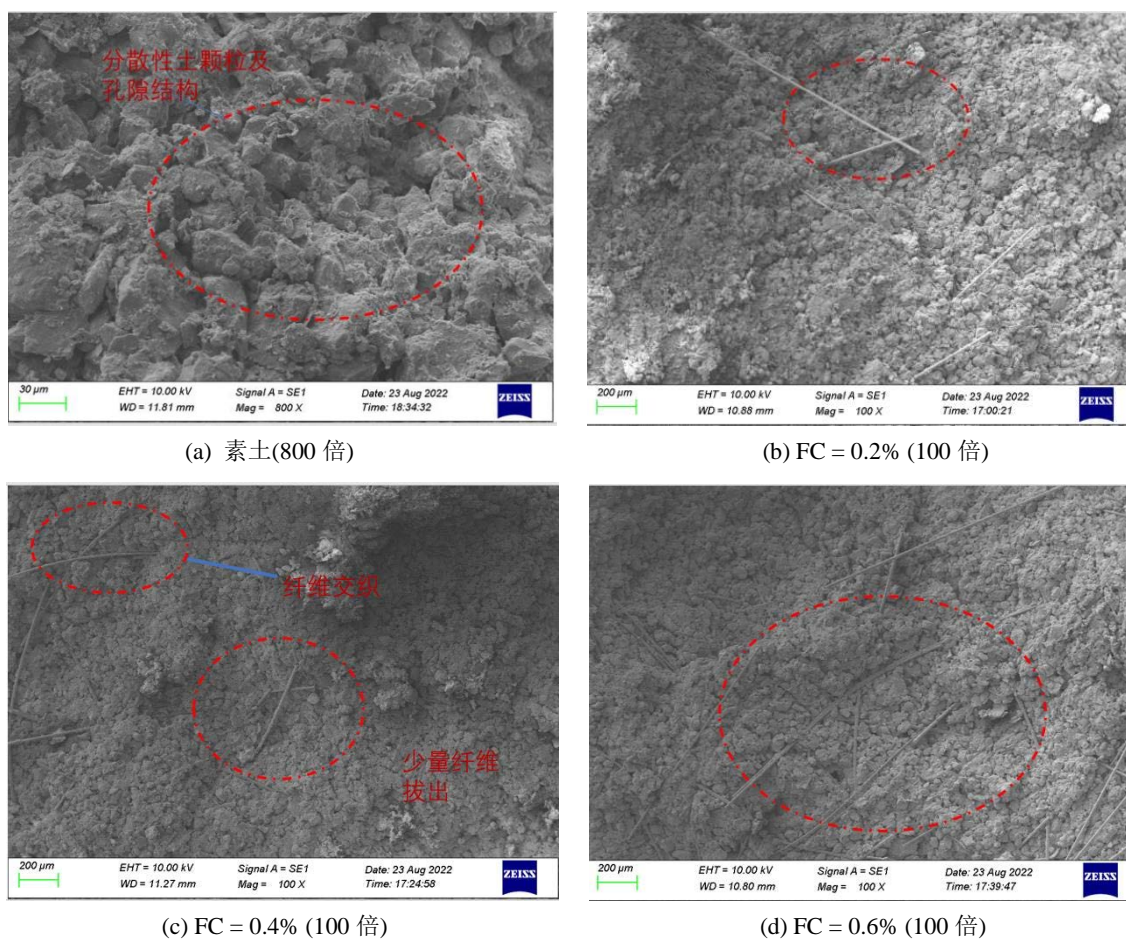 分散性土颗粒及
孔隙结构
30 μm
EHT = 10.00 kV
Signal A = SE1
Date: 23 Aug 2022
WD = 11.81 mm
Mag = 800 X
Time: 18:34:32
ZEISS
200 μm
EHT = 10.00 kV
Signal A = SE1
Date: 23 Aug 2022
WD = 10.88 mm
Mag = 100 X
Time: 17:00:21
ZEISS
(a) 素土(800 倍)
(b) FC = 0.2% (100 倍)
纤维交织
少量纤维
拔出
200 μm
EHT = 10.00 kV
Signal A = SE1
Date: 23 Aug 2022
WD = 11.27 mm
Mag = 100 X
Time: 17:24:58
ZEISS
200 μm
EHT = 10.00 kV
Signal A = SE1
Date: 23 Aug 2022
WD = 10.80 mm
Mag = 100 X
Time: 17:39:47
ZEISS
(c) FC = 0.4% (100 倍)
(d) FC = 0.6% (100 倍)